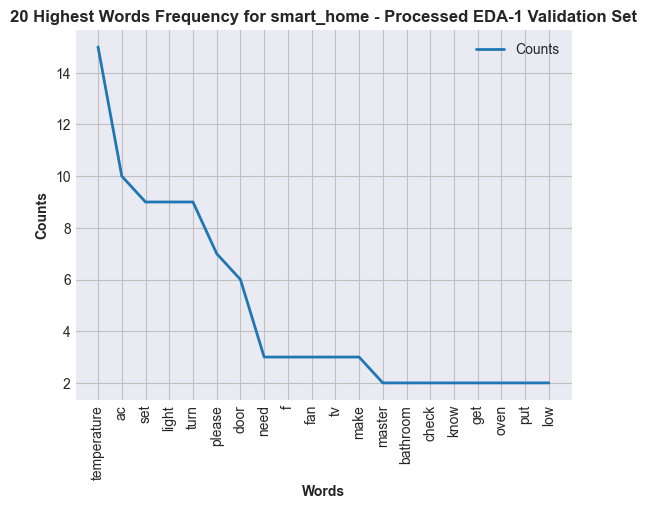 20 Highest Words Frequency for smart_home - Processed EDA-1 Validation Set
Counts
14
12
10
8
6
4
2
Counts
temperature
ac
set
light
turn
please
door
need
f
fan
tv
make
master
bathroom
check
know
get
oven
put
low
Words